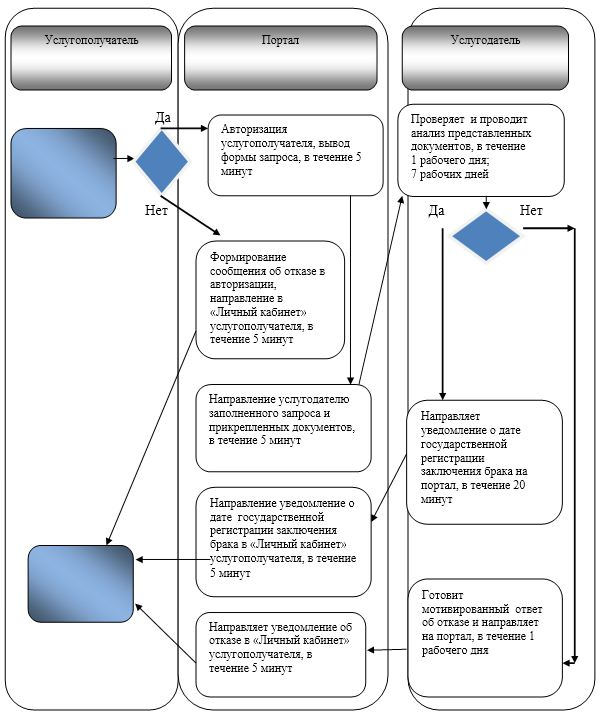 Услугополучатель
Портал
Услугодатель
Да
Авторизация
услугополучателя, вывод
формы запроса, в течение 5
минут
Проверяет и проводит
анализ представленных
документов, в течение
1 рабочего дня;
7 рабочих дней
Нет
Да
Нет
Формирование
сообщения об отказе в
авторизации,
направление в
«Личный кабинет»
услугополучателя, в
течение 5 минут
Направление услугодателю
заполненного запроса и
прикрепленных документов,
в течение 5 минут
Направляет
уведомление о дате
государственной
регистрации
заключения брака на
портал, в течение 20
минут
Направление уведомление о
дате государственной
регистрации заключения
брака в «Личный кабинет»
услугополучателя, в течение
5 минут
Готовит
мотивированный ответ
об отказе и направляет
на портал, в течение 1
рабочего дня
Направляет уведомление об
отказе в «Личный кабинет»
услугополучателя, в
течение 5 минут